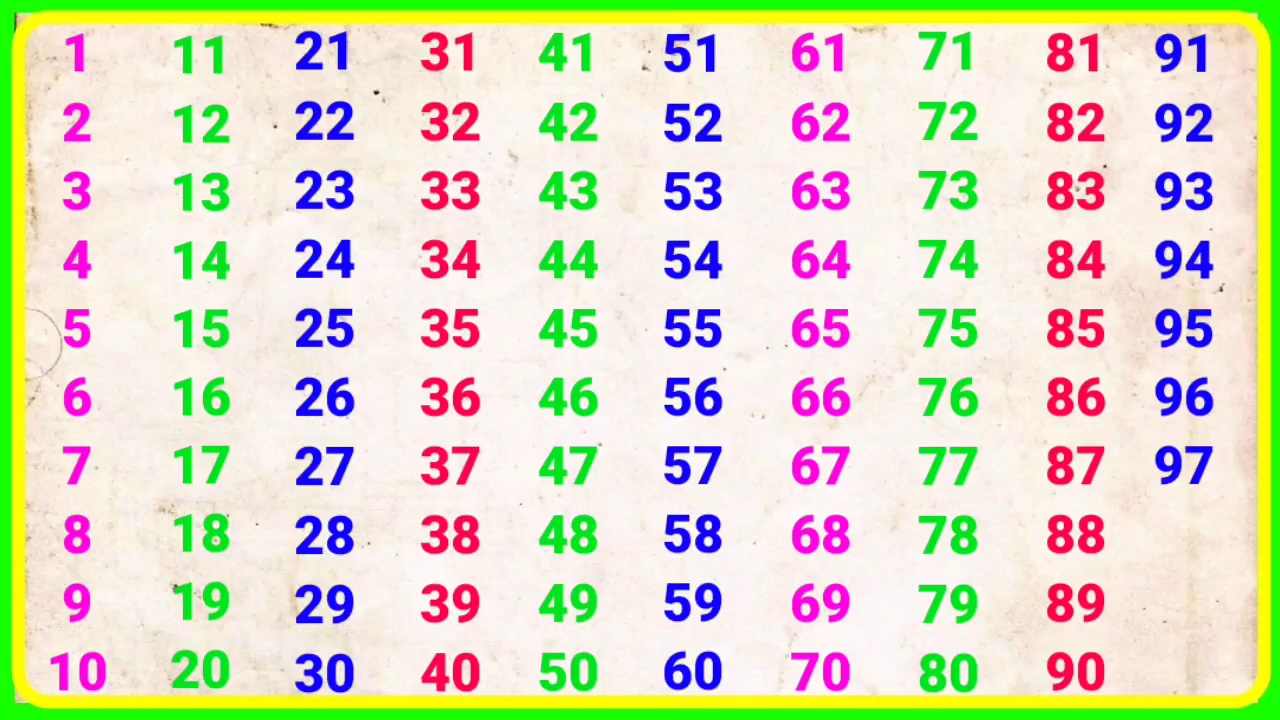 1 11 21 31 41 51 61 71 81 91
2 12 22 32 42 52 62 72 82 92
3 13 23 33 43 53 63 73 83 93
4 14 24 34 44 54 64 74 84 94
5 15 25 35 45 55 65 75 85 95
6 16 26 36 46 56 66 76 86 96
7 17 27 37 47 57 67 77 87 97
8 18 28 38 48 58 68 78 88
9 19 29 39 49 59 69 79 89
10 20 30 40 50 60 70 80 90